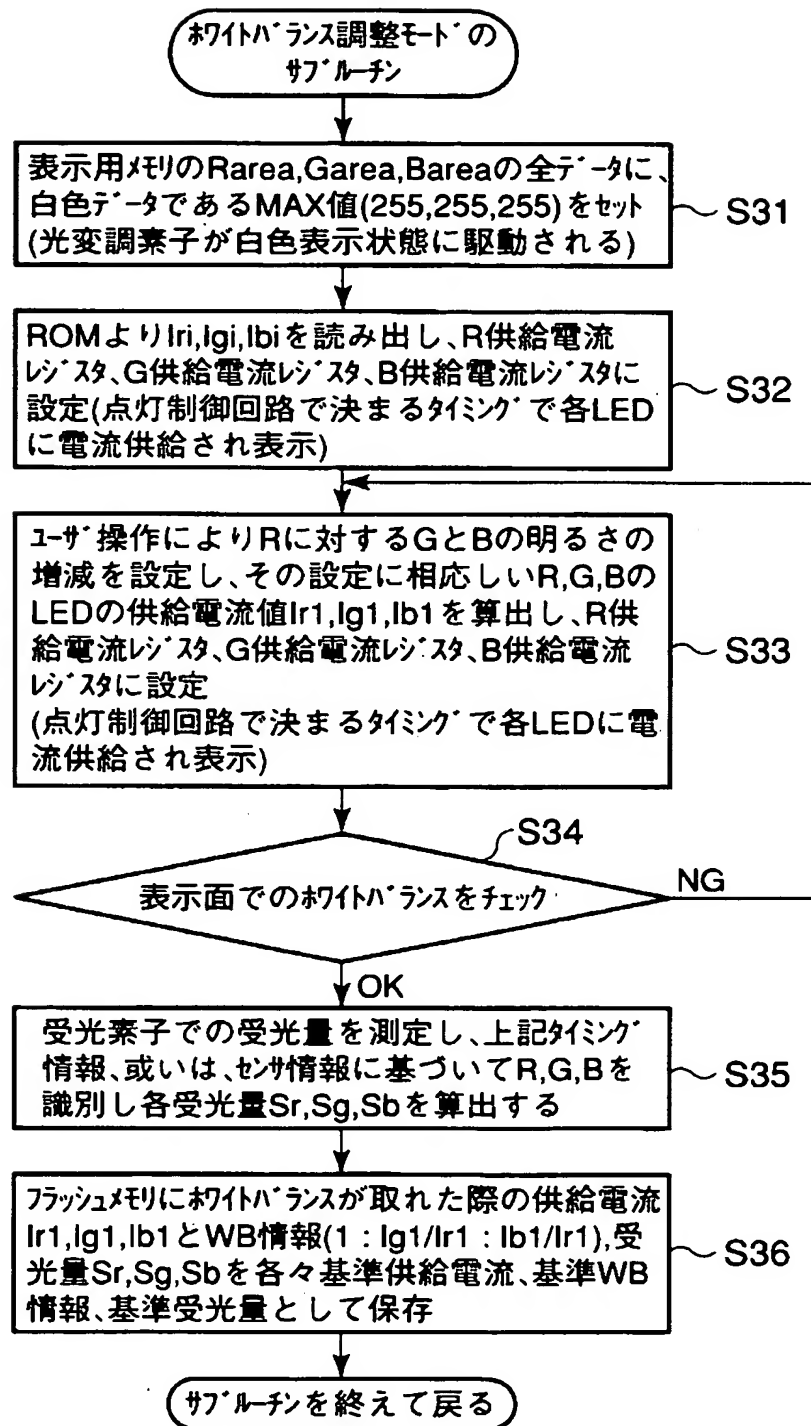 ﾎﾜｲﾄﾊﾞﾗﾝｽ調整ﾓｰﾄﾞの
ｻﾌﾞﾙｰﾁﾝ
表示用ﾒﾓﾘのRarea,Garea,Bareaの全ﾃﾞｰﾀに、
白色ﾃﾞｰﾀであるMAX値(255,255,255)をｾｯﾄ
(光変調素子が白色表示状態に駆動される)
S31
ROMよりIri,Igi,Ibiを読み出し、R供給電流
ﾚｼﾞｽﾀ、G供給電流ﾚｼﾞｽﾀ、B供給電流ﾚｼﾞｽﾀに
設定(点灯制御回路で決まるﾀｲﾐﾝｸﾞで各LED
に電流供給され表示)
S32
ﾕｰｻﾞ操作によりRに対するGとBの明るさの
増減を設定し、その設定に相応しいR,G,Bの
LEDの供給電流値Ir1,Ig1,Ib1を算出し、R供
給電流ﾚｼﾞｽﾀ、G供給電流ﾚｼﾞｽﾀ、B供給電流
ﾚｼﾞｽﾀに設定
(点灯制御回路で決まるﾀｲﾐﾝｸﾞで各LEDに電
流供給され表示)
S33
S34
表示面でのﾎﾜｲﾄﾊﾞﾗﾝｽをﾁｪｯｸ
NG
OK
受光素子での受光量を測定し、上記ﾀｲﾐﾝｸﾞ
情報、或いは、ｾﾝｻ情報に基づいてR,G,Bを
識別し各受光量Sr,Sg,Sbを算出する
S35
ﾌﾗｯｼｭﾒﾓﾘにﾎﾜｲﾄﾊﾞﾗﾝｽが取れた際の供給電流
Ir1,Ig1,Ib1とWB情報(1：Ig1/Ir1：Ib1/Ir1),受
光量Sr,Sg,Sbを各々基準供給電流、基準WB
情報、基準受光量として保存
S36
ｻﾌﾞﾙｰﾁﾝを終えて戻る